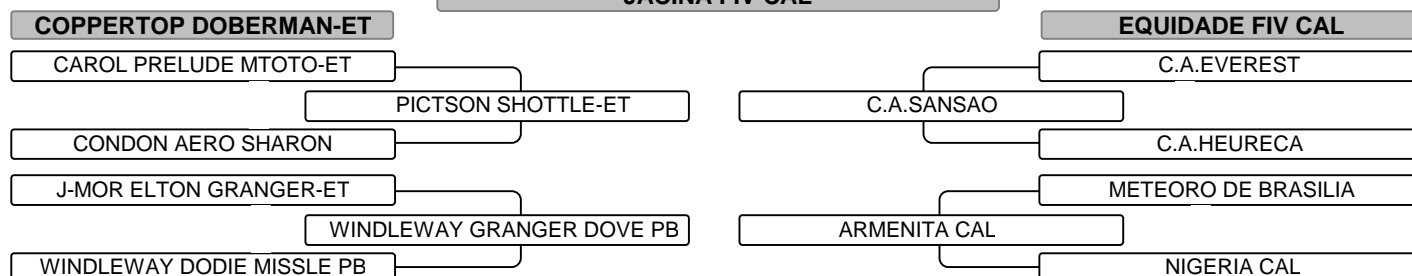 JACINA FIV CAL
COPPERTOP DOBERMAN-ET
EQUIDADE FIV CAL
CAROL PRELUDE MTOTO-ET
C.A.EVEREST
PICTSON SHOTTLE-ET
C.A.SANSAO
CONDON AERO SHARON
C.A.HEURECA
J-MOR ELTON GRANGER-ET
METEORO DE BRASILIA
WINDLEWAY GRANGER DOVE PB
ARMENITA CAL
WINDLEWAY DODIE MISSLE PB
NIGERIA CAL